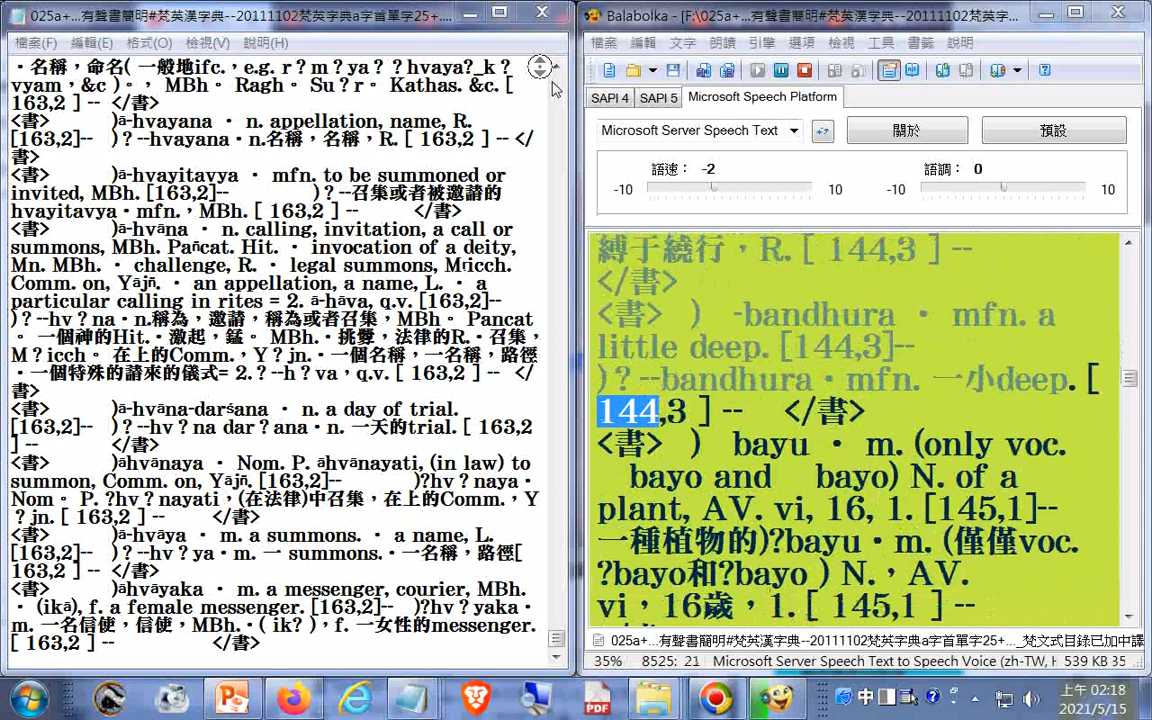 025a+...有聲書簡明#梵英漢字典--20111102梵英字典a字首單字25+...
檔案(F) 編輯(E) 格式(O) 檢視(V) 說明(H)
・名稱，命名( 一般地ifc.，e.g. r？m？ya？？hvaya?_k？
vyam，&c )。， MBh。Ragh。Su？r。Kathas. &c. [
163,2 ] -- </書>
<書> )ā-hvayana ・ n. appellation, name, R.
[163,2]-- )？--hvayana・n.名稱，名稱，R. [ 163,2 ] -- </
書>
<書> )ā-hvayitavya ・ mfn. to be summoned or
invited, MBh. [163,2]-- )？--召集或者被邀請的
hvayitavya・mfn.，MBh. [ 163,2 ] -- </書>
<書> )ā-hvāna ・ n. calling, invitation, a call or
summons, MBh. Pañcat. Hit. ・ invocation of a deity,
Mn. MBh. ・ challenge, R. ・ legal summons, Mṛicch.
Comm. on, Yājñ. ・ an appellation, a name, L. ・ a
particular calling in rites = 2. ā-hāva, q.v. [163,2]--
)？--hv？na・n.稱為，邀請，稱為或者召集，MBh。Pancat
。一個神的Hit.・激起，錳。 MBh.・挑釁，法律的R.・召集，
M？icch。 在上的Comm.，Y？jn.・一個名稱，一名稱，路徑
・一個特殊的請來的儀式= 2.？--h？va，q.v. [ 163,2 ] -- </
書>
<書> )ā-hvāna-darśana ・ n. a day of trial.
[163,2]-- )？--hv？na dar？ana・n. 一天的trial. [ 163,2
] -- </書>
<書> )āhvānaya ・ Nom. P. āhvānayati, (in law) to
summon, Comm. on, Yājñ. [163,2]-- )?hv？naya・
Nom。 P. ?hv？nayati，(在法律)中召集，在上的Comm.，Y
？jn. [ 163,2 ] -- </書>
<書> )ā-hvāya ・ m. a summons. ・ a name, L.
[163,2]-- )？--hv？ya・m. 一 summons.・一名稱，路徑[
163,2 ] -- </書>
<書> )āhvāyaka ・ m. a messenger, courier, MBh.
・ (ikā), f. a female messenger. [163,2]-- )?hv？yaka・
m. 一名信使，信使，MBh.・( ik？)，f. 一女性的messenger.
[ 163,2 ] -- </書>
Balabolka - [F:\025a+...有聲書簡明#梵英漢字典--20111102梵英字...
檔案 編輯 文字 朗讀 引擎 選項 檢視 工具 書籤 說明
SAPI 4 SAPI 5 Microsoft Speech Platform
Microsoft Server Speech Text 關於 預設
語速： -2 語調： 0
-10 10 -10 10
縛于繞行，R. [ 144,3 ] --
</書>
<書> ) -bandhura ・ mfn. a
little deep. [144,3]--
)？--bandhura・mfn. 一小deep. [
144,3 ] -- </書>
<書> ) bayu ・ m. (only voc.
bayo and bayo) N. of a
plant, AV. vi, 16, 1. [145,1]--
一種植物的)?bayu・m. (僅僅voc.
?bayo和?bayo ) N.，AV.
vi，16歲，1. [ 145,1 ] --
025a+...有聲書簡明#梵英漢字典--20111102梵英字典a字首單字25+..._梵文式目錄已加中譯
35% 8525: 21 Microsoft Server Speech Text to Speech Voice (zh-TW, H 539 KB 35
PDF
中
上午 02:18
2021/5/15